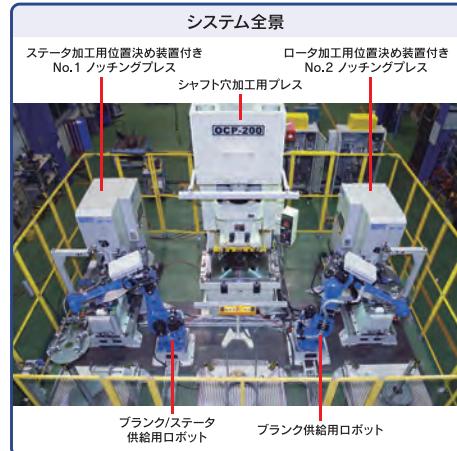 システム全景
ステータ加工用位置決め装置付き
No.1 ノッチングプレス
ロータ加工用位置決め装置付き
No.2 ノッチングプレス
シャフト穴加工用プレス
OCP-200
ブランク/ステータ
供給用ロボット
ブランク供給用ロボット